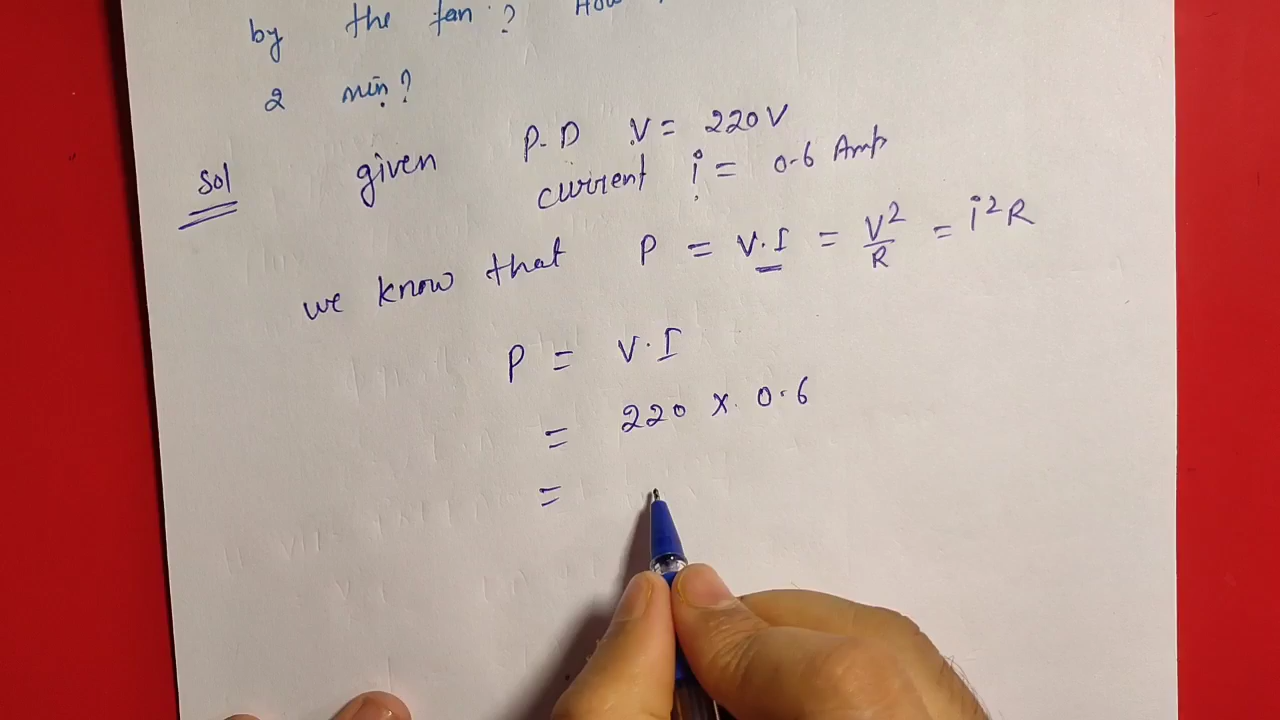 by the fan ? How
2 min ?
Sol given P.D V = 220V
current i = 0.6 Amp
we know that P = V.I = V²/R = i²R
P = V.I
= 220 x 0.6
=